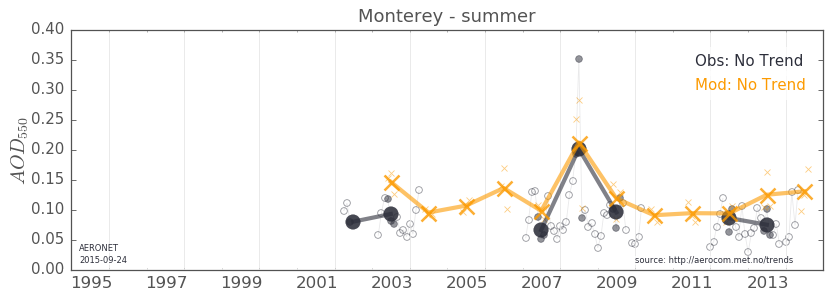 Monterey - summer
0.40
0.35
0.30
0.25
0.20
0.15
0.10
0.05
0.00
AOD550
Obs: No Trend
Mod: No Trend
AERONET
2015-09-24
source: http://aerocom.met.no/trends
1995 1997 1999 2001 2003 2005 2007 2009 2011 2013